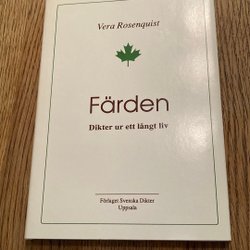 Vera Rosenquist
Färden
Dikter ur ett långt liv
Förlaget Svenska Dikter
Uppsala